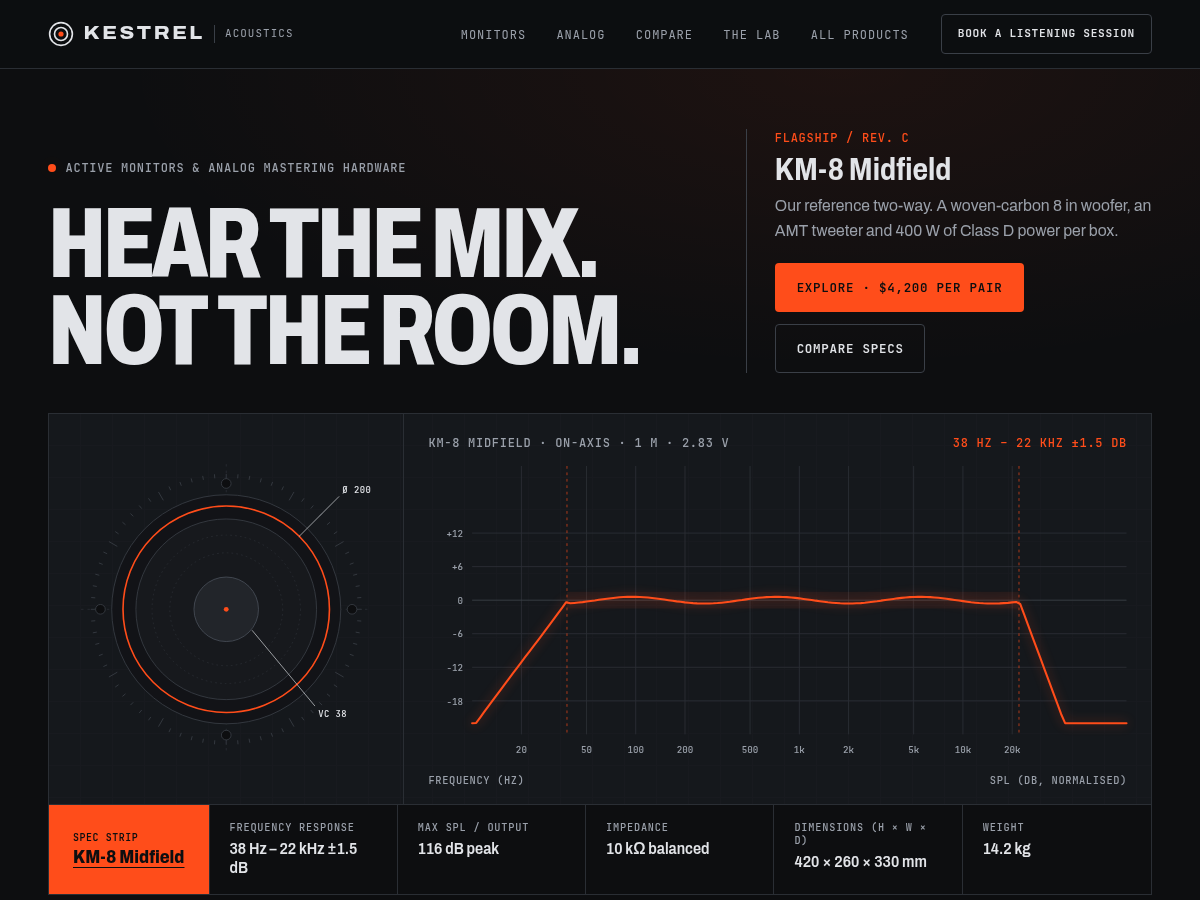 KESTREL ACOUSTICS
MONITORS ANALOG COMPARE THE LAB ALL PRODUCTS BOOK A LISTENING SESSION
ACTIVE MONITORS & ANALOG MASTERING HARDWARE
HEAR THE MIX.
NOT THE ROOM.
FLAGSHIP / REV. C
KM-8 Midfield
Our reference two-way. A woven-carbon 8 in woofer, an
AMT tweeter and 400 W of Class D power per box.
EXPLORE · $4,200 PER PAIR
COMPARE SPECS
Ø 200
VC 38
KM-8 MIDFIELD · ON-AXIS · 1 M · 2.83 V
38 HZ – 22 KHZ ±1.5 DB
+12
+6
0
-6
-12
-18
20 50 100 200 500 1k 2k 5k 10k 20k
FREQUENCY (HZ)
SPL (DB, NORMALISED)
SPEC STRIP
KM-8 Midfield
FREQUENCY RESPONSE
38 Hz – 22 kHz ±1.5
dB
MAX SPL / OUTPUT
116 dB peak
IMPEDANCE
10 kΩ balanced
DIMENSIONS (H × W ×
D)
420 × 260 × 330 mm
WEIGHT
14.2 kg